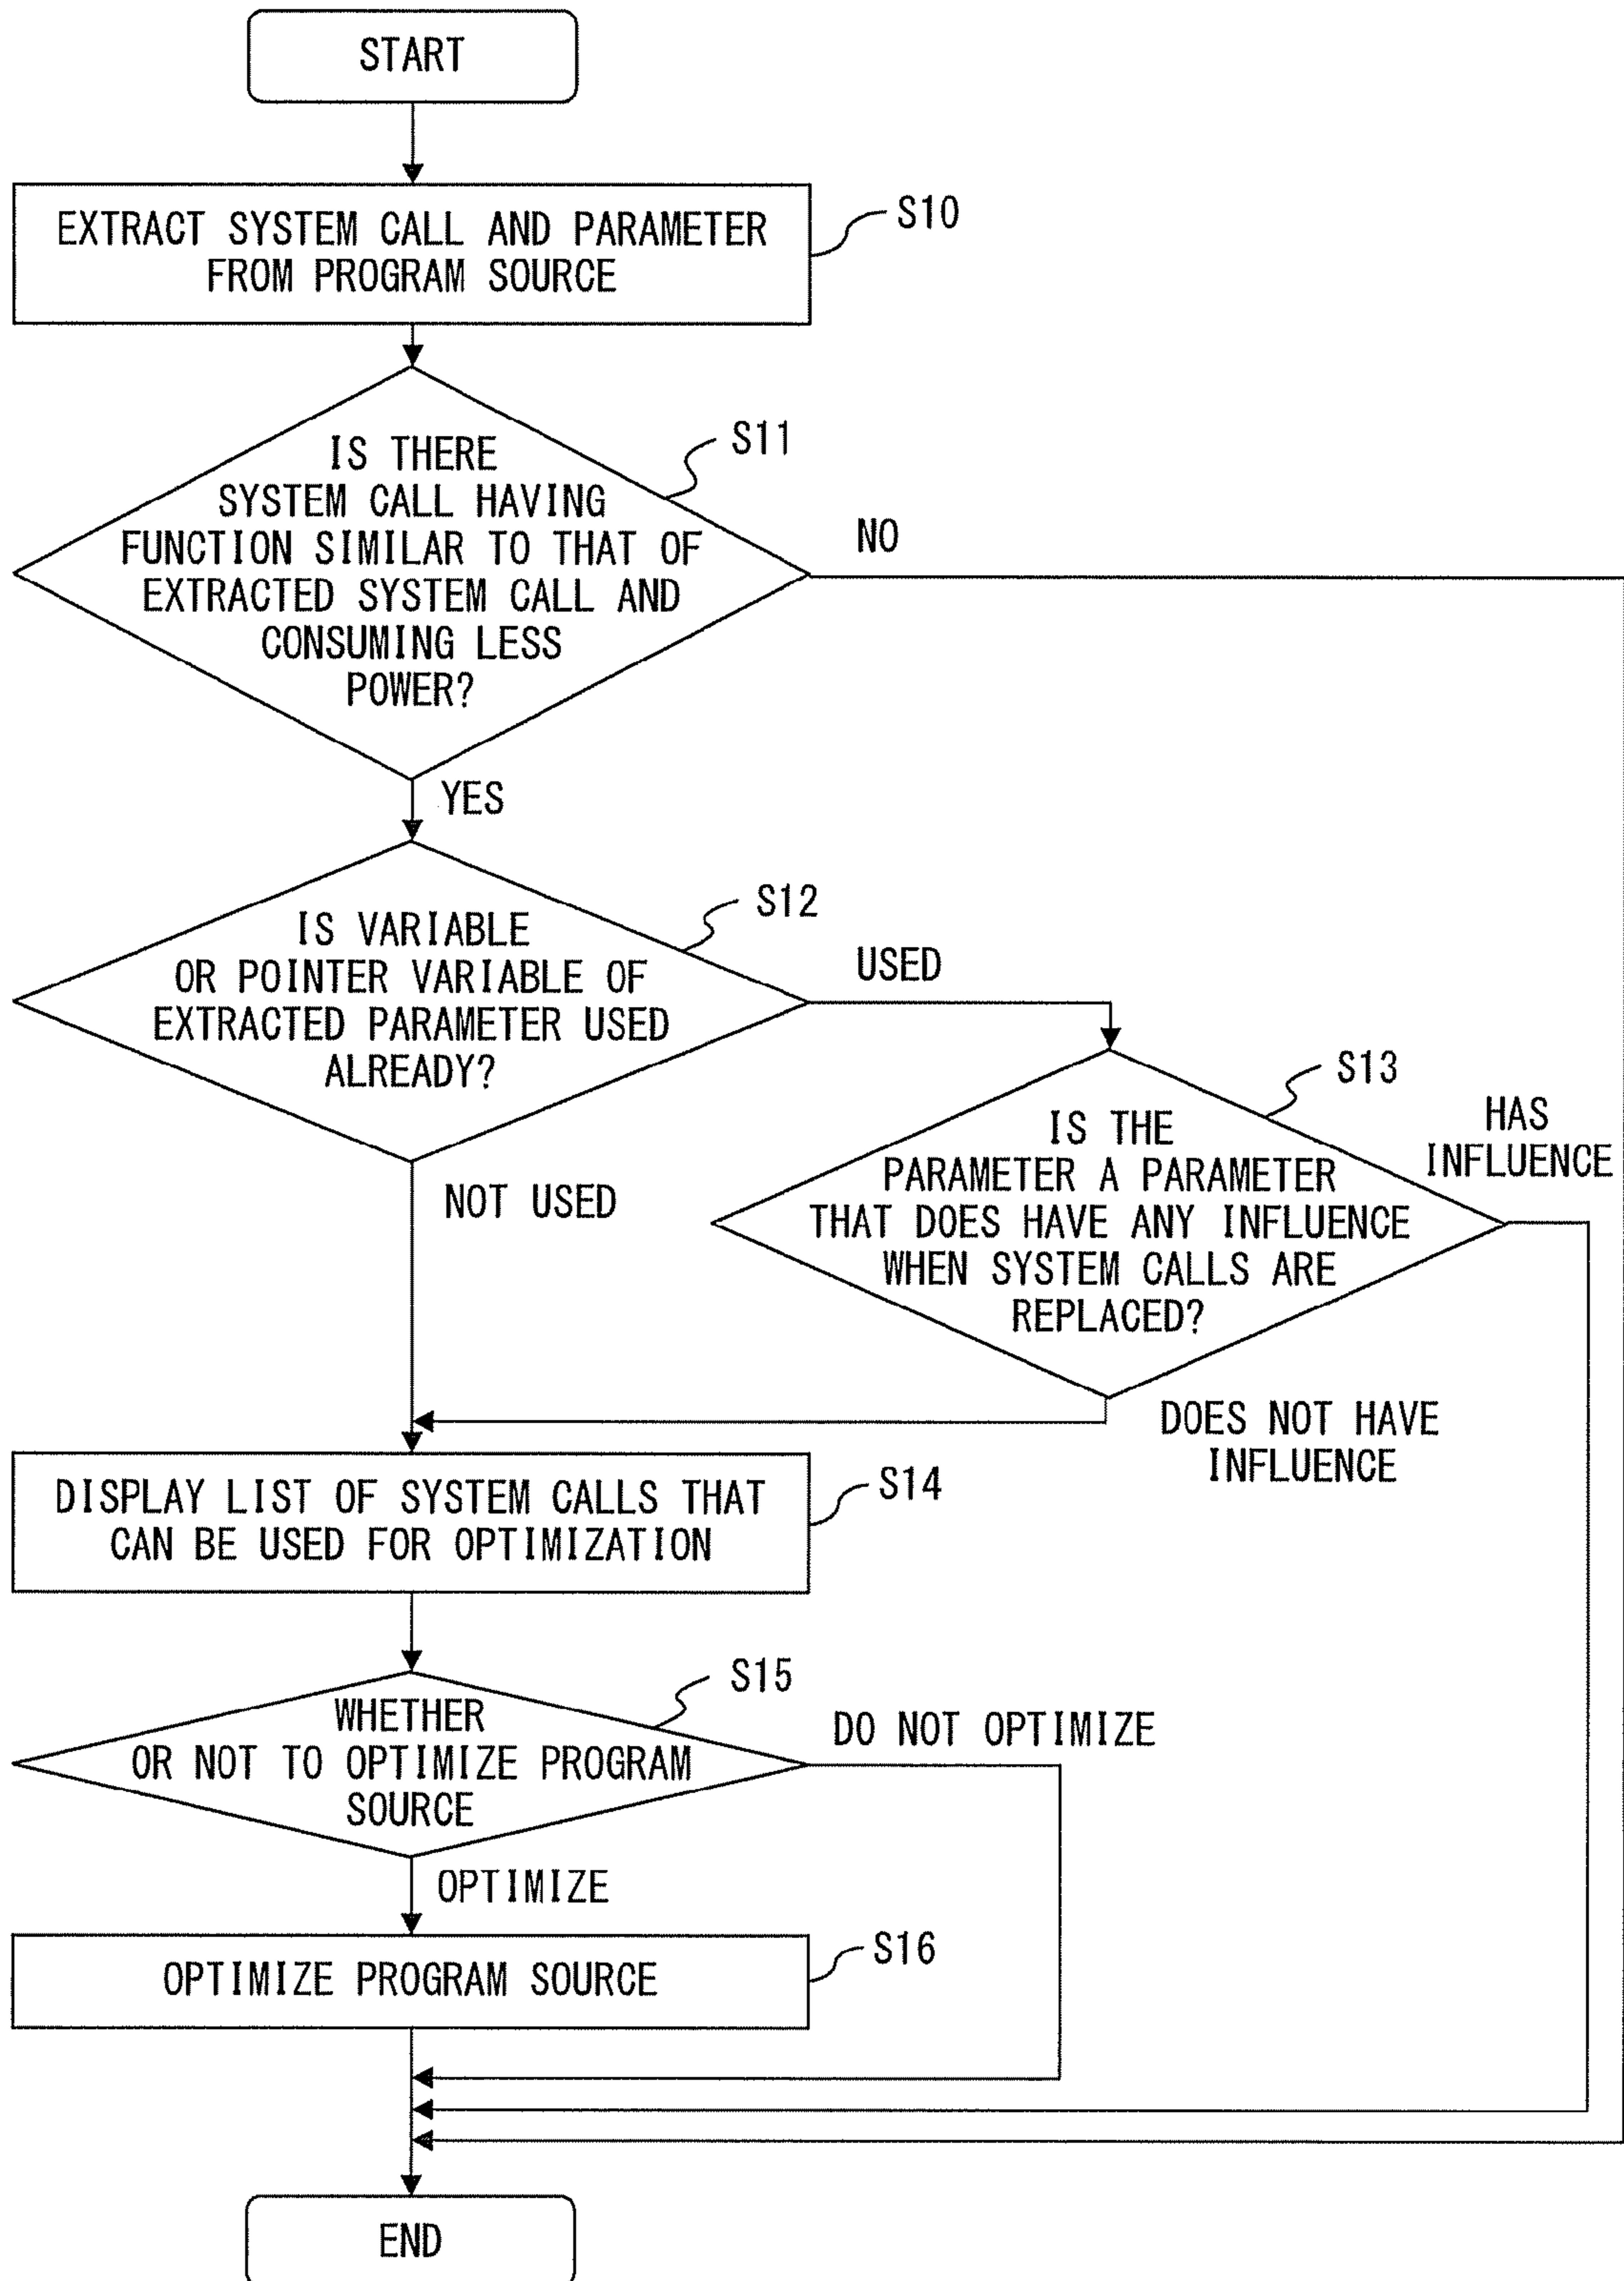 START
EXTRACT SYSTEM CALL AND PARAMETER
FROM PROGRAM SOURCE
S10
IS THERE
SYSTEM CALL HAVING
FUNCTION SIMILAR TO THAT OF
EXTRACTED SYSTEM CALL AND
CONSUMING LESS
POWER?
S11
NO
YES
IS VARIABLE
OR POINTER VARIABLE OF
EXTRACTED PARAMETER USED
ALREADY?
S12
USED
NOT USED
IS THE
PARAMETER A PARAMETER
THAT DOES HAVE ANY INFLUENCE
WHEN SYSTEM CALLS ARE
REPLACED?
S13
HAS
INFLUENCE
DOES NOT HAVE
INFLUENCE
DISPLAY LIST OF SYSTEM CALLS THAT
CAN BE USED FOR OPTIMIZATION
S14
WHETHER
OR NOT TO OPTIMIZE PROGRAM
SOURCE
S15
DO NOT OPTIMIZE
OPTIMIZE
OPTIMIZE PROGRAM SOURCE
S16
END